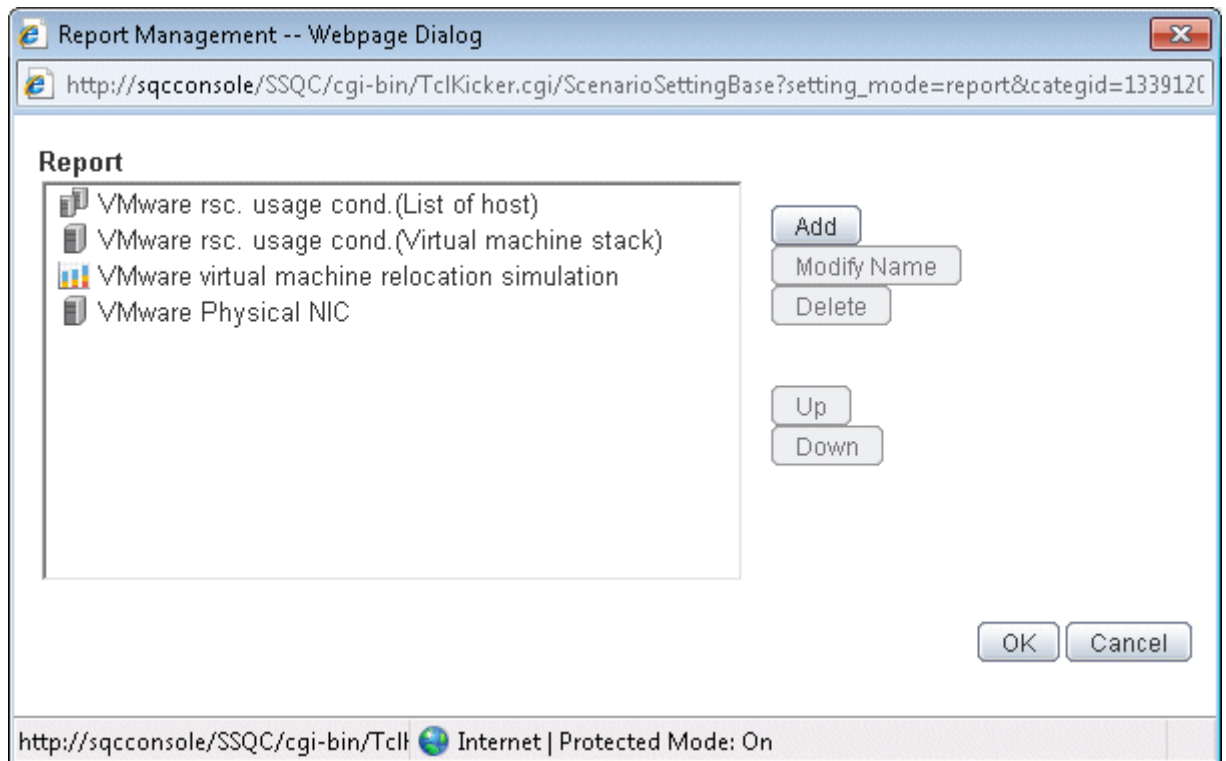 Report Management -- Webpage Dialog
http://sqcconsole/SSQC/cgi-bin/TclKicker.cgi/ScenarioSettingBase?setting_mode=report&categid=1339120
Report
VMware rsc. usage cond.(List of host)
VMware rsc. usage cond.(Virtual machine stack)
VMware virtual machine relocation simulation
VMware Physical NIC
Add
Modify Name
Delete
Up
Down
OK Cancel
http://sqcconsole/SSQC/cgi-bin/Tcl Internet | Protected Mode: On